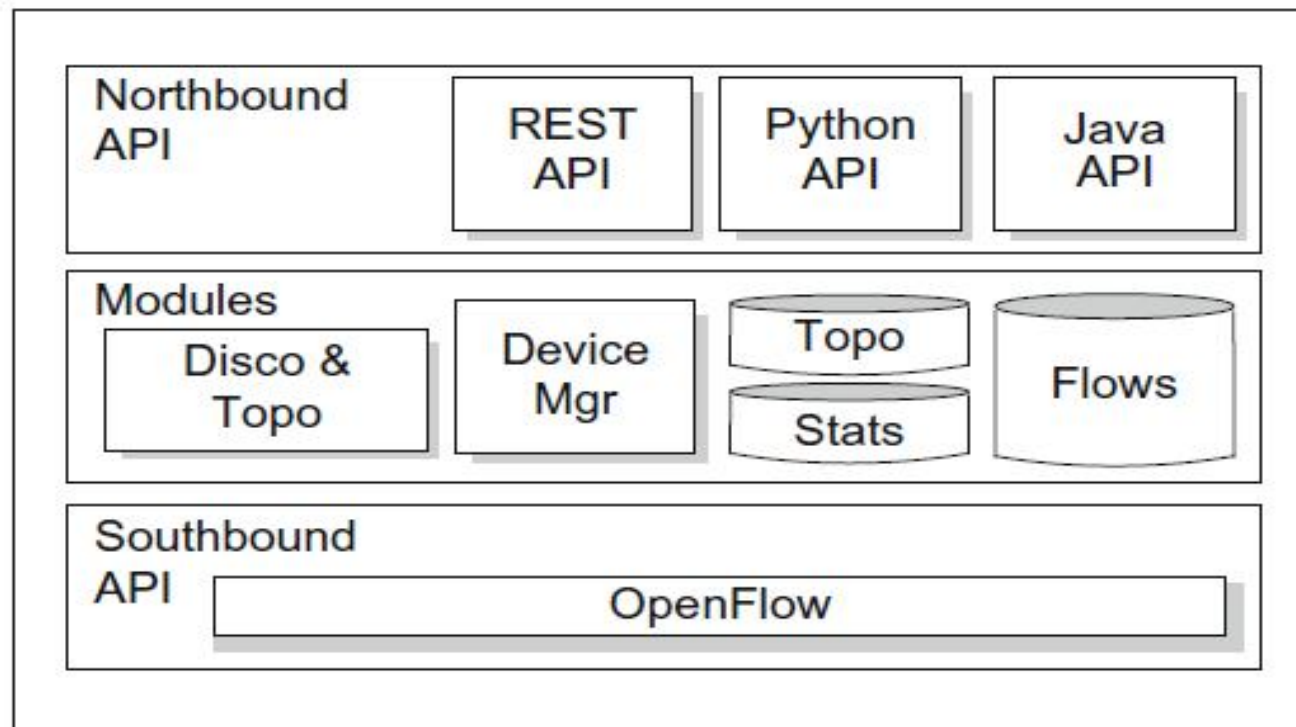 Northbound
API
REST
API
Python
API
Java
API
Modules
Disco &
Topo
Device
Mgr
Topo
Stats
Flows
Southbound
API
OpenFlow